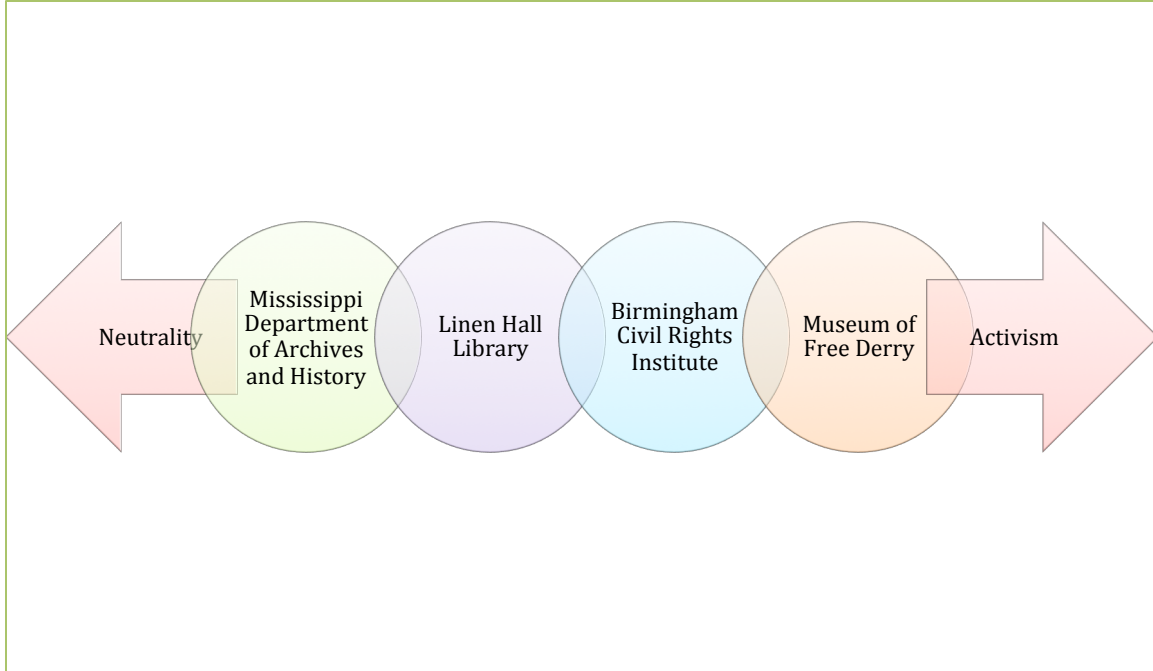 Neutrality
Mississippi
Department
of Archives
and History
Linen Hall
Library
Birmingham
Civil Rights
Institute
Museum of
Free Derry
Activism